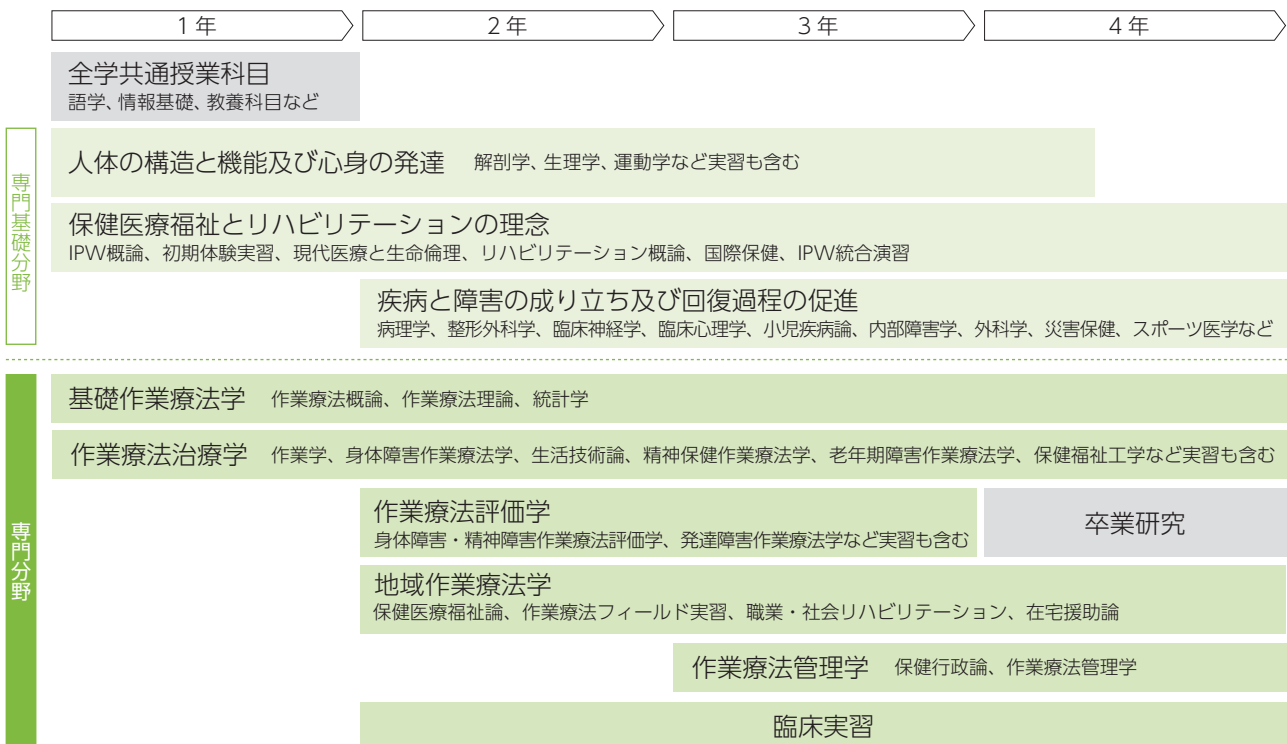 1年
2年
3年
4年
全学共通授業科目
語学、情報基礎、教養科目など
専門基礎分野
人体の構造と機能及び心身の発達 解剖学、生理学、運動学など実習も含む
保健医療福祉とリハビリテーションの理念
IPW概論、初期体験実習、現代医療と生命倫理、リハビリテーション概論、国際保健、IPW統合演習
疾病と障害の成り立ち及び回復過程の促進
病理学、整形外科学、臨床神経学、臨床心理学、小児疾病論、内部障害学、外科学、災害保健、スポーツ医学など
専門分野
基礎作業療法学 作業療法概論、作業療法理論、統計学
作業療法治療学 作業学、身体障害作業療法学、生活技術論、精神保健作業療法学、老年期障害作業療法学、保健福祉工学など実習も含む
作業療法評価学
身体障害・精神障害作業療法評価学、発達障害作業療法学など実習も含む
卒業研究
地域作業療法学
保健医療福祉論、作業療法フィールド実習、職業・社会リハビリテーション、在宅援助論
作業療法管理学 保健行政論、作業療法管理学
臨床実習